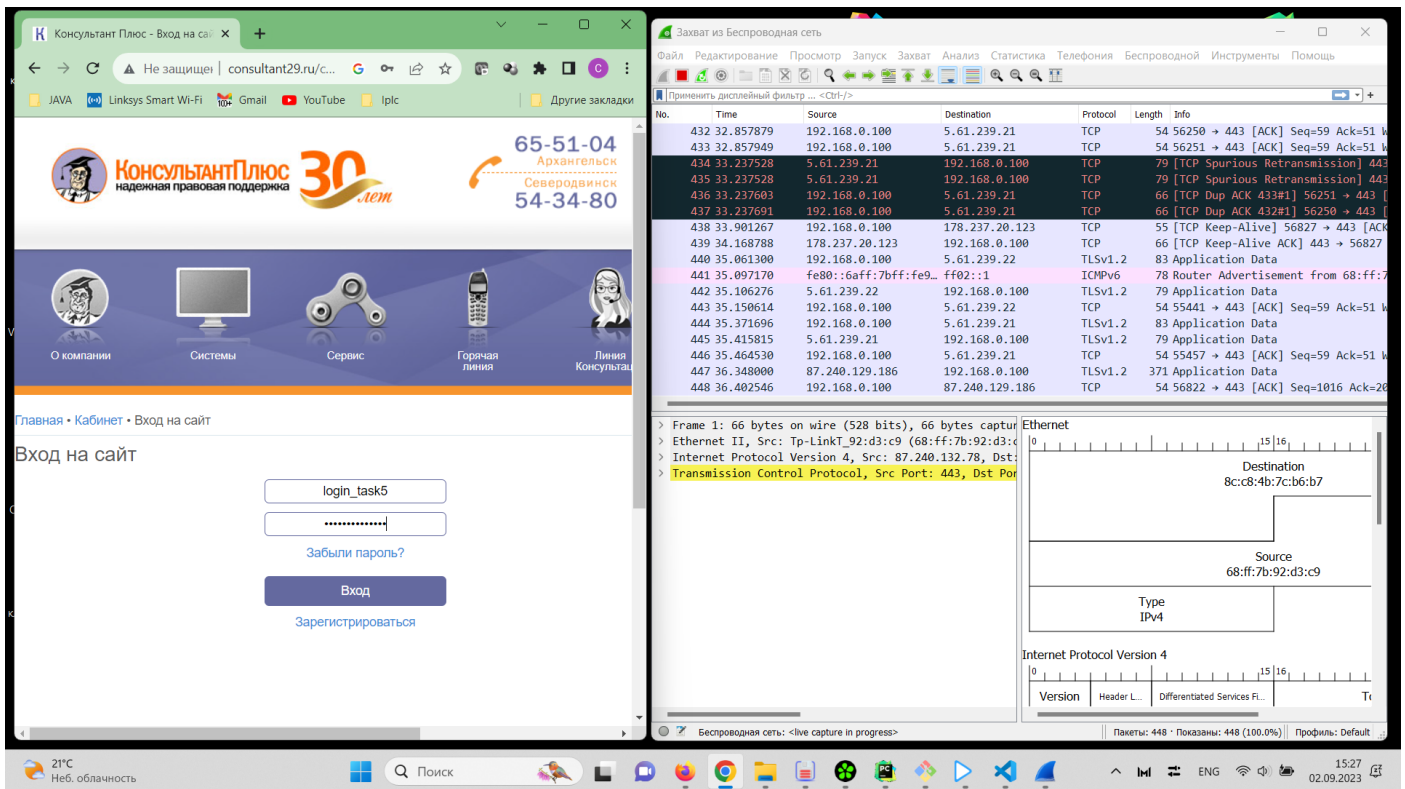 Консультант Плюс - Вход на сай
Не защищен
consultant29.ru/c...
JAVA
Linksys Smart Wi-Fi
Gmail
YouTube
Iplc
Другие закладки
КОНСУЛЬТАНТПЛЮС
надежная правовая поддержка
30 лет
65-51-04
Архангельск
Северодвинск
54-34-80
О компании
Системы
Сервис
Горячая
линия
Линия
Консультац
Главная • Кабинет • Вход на сайт
Вход на сайт
login_task5
••••••••••••••
Забыли пароль?
Вход
Зарегистрироваться
Захват из Беспроводная сеть
Файл Редактирование Просмотр Запуск Захват Анализ Статистика Телефония Беспроводной Инструменты Помощь
Применить дисплейный фильтр ... <Ctrl-/>
No. Time Source Destination Protocol Length Info
432 32.857879 192.168.0.100 5.61.239.21 TCP 54 56250 → 443 [ACK] Seq=59 Ack=51 W
433 32.857949 192.168.0.100 5.61.239.21 TCP 54 56251 → 443 [ACK] Seq=59 Ack=51 W
434 33.237528 5.61.239.21 192.168.0.100 TCP 79 [TCP Spurious Retransmission] 443
435 33.237528 5.61.239.21 192.168.0.100 TCP 79 [TCP Spurious Retransmission] 443
436 33.237603 192.168.0.100 5.61.239.21 TCP 66 [TCP Dup ACK 433#1] 56251 → 443 [
437 33.237691 192.168.0.100 5.61.239.21 TCP 66 [TCP Dup ACK 432#1] 56250 → 443 [
438 33.901267 192.168.0.100 178.237.20.123 TCP 55 [TCP Keep-Alive] 56827 → 443 [ACK
439 34.168788 178.237.20.123 192.168.0.100 TCP 66 [TCP Keep-Alive ACK] 443 → 56827
440 35.061300 192.168.0.100 5.61.239.22 TLSv1.2 83 Application Data
441 35.097170 fe80::6aff:7bff:fe9… ff02::1 ICMPv6 78 Router Advertisement from 68:ff:7
442 35.106276 5.61.239.22 192.168.0.100 TLSv1.2 79 Application Data
443 35.150614 192.168.0.100 5.61.239.22 TCP 54 55441 → 443 [ACK] Seq=59 Ack=51 W
444 35.371696 192.168.0.100 5.61.239.21 TLSv1.2 83 Application Data
445 35.415815 5.61.239.21 192.168.0.100 TLSv1.2 79 Application Data
446 35.464530 192.168.0.100 5.61.239.21 TCP 54 55457 → 443 [ACK] Seq=59 Ack=51 W
447 36.348000 87.240.129.186 192.168.0.100 TLSv1.2 371 Application Data
448 36.402546 192.168.0.100 87.240.129.186 TCP 54 56822 → 443 [ACK] Seq=1016 Ack=20
Frame 1: 66 bytes on wire (528 bits), 66 bytes captur
Ethernet II, Src: Tp-LinkT_92:d3:c9 (68:ff:7b:92:d3:c
Internet Protocol Version 4, Src: 87.240.132.78, Dst:
Transmission Control Protocol, Src Port: 443, Dst Por
Ethernet
0 15 16
Destination
8c:c8:4b:7c:b6:b7
Source
68:ff:7b:92:d3:c9
Type
IPv4
Internet Protocol Version 4
0 15 16
Version Header L... Differentiated Services Fi...
Беспроводная сеть: <live capture in progress>
Пакеты: 448 · Показаны: 448 (100.0%)
Профиль: Default
21°C
Неб. облачность
Поиск
ENG
15:27
02.09.2023